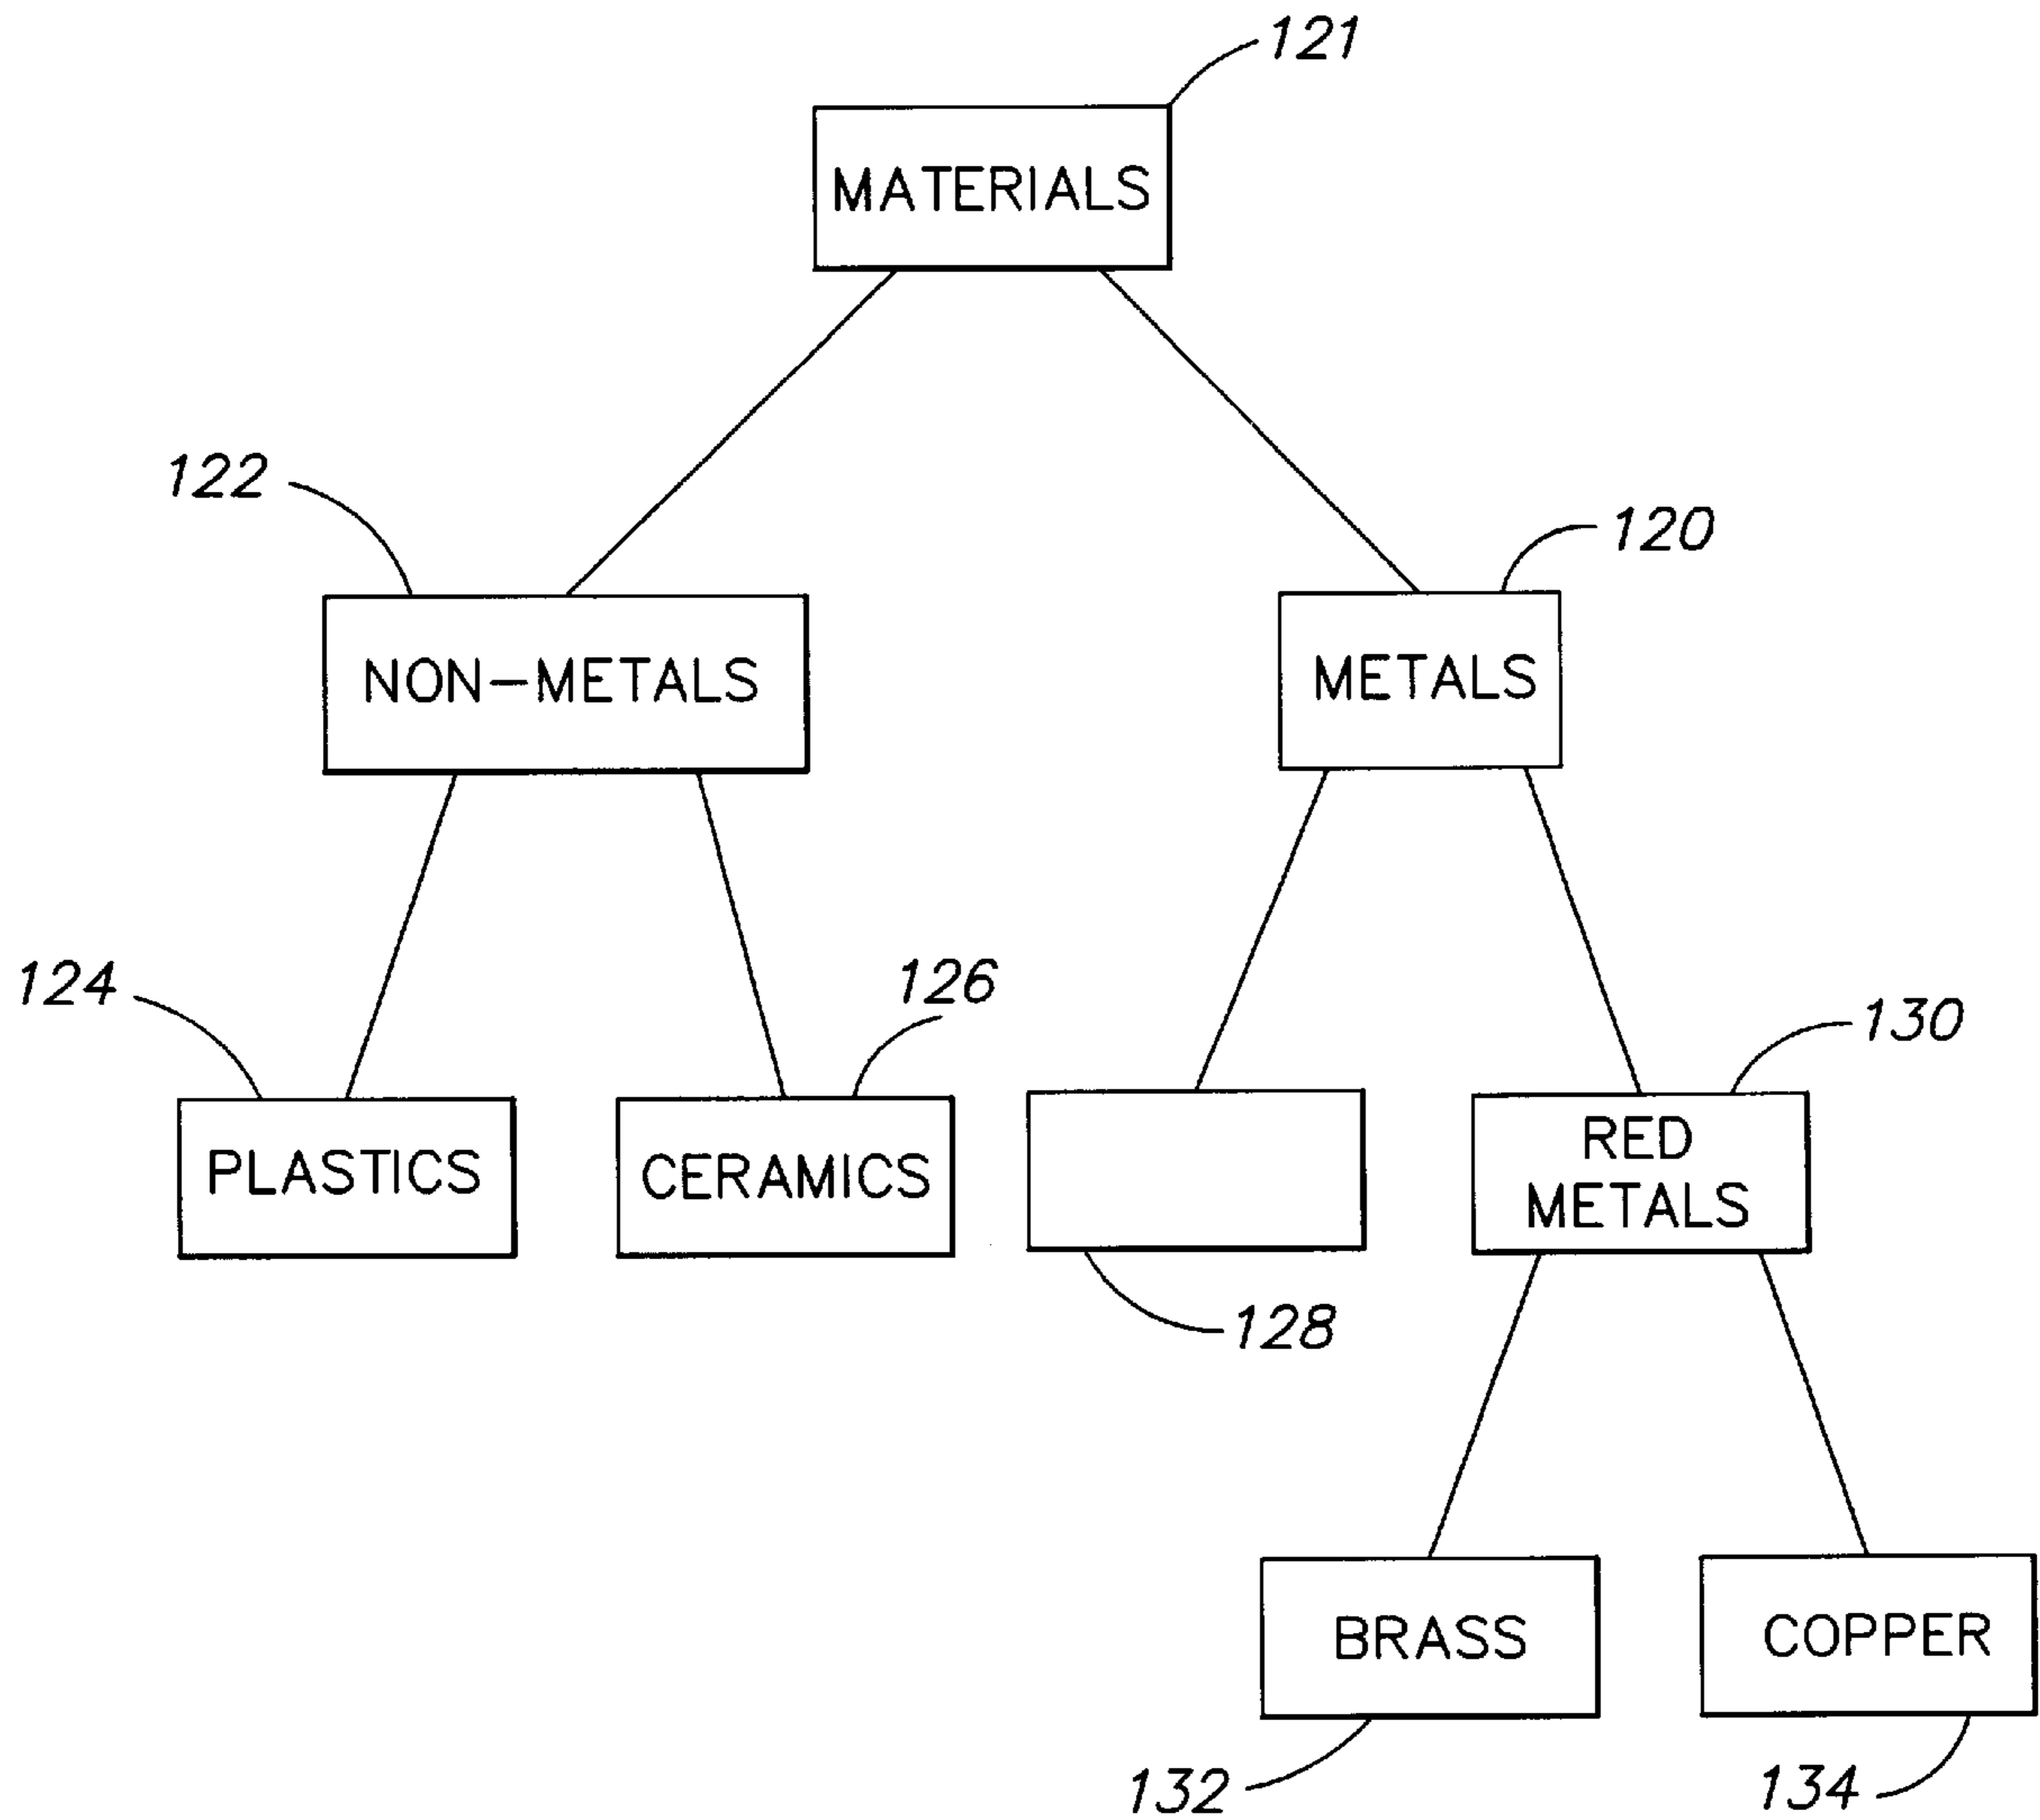 121
MATERIALS
122
120
NON-METALS
METALS
124
126
130
PLASTICS
CERAMICS
RED
METALS
128
BRASS
COPPER
132
134